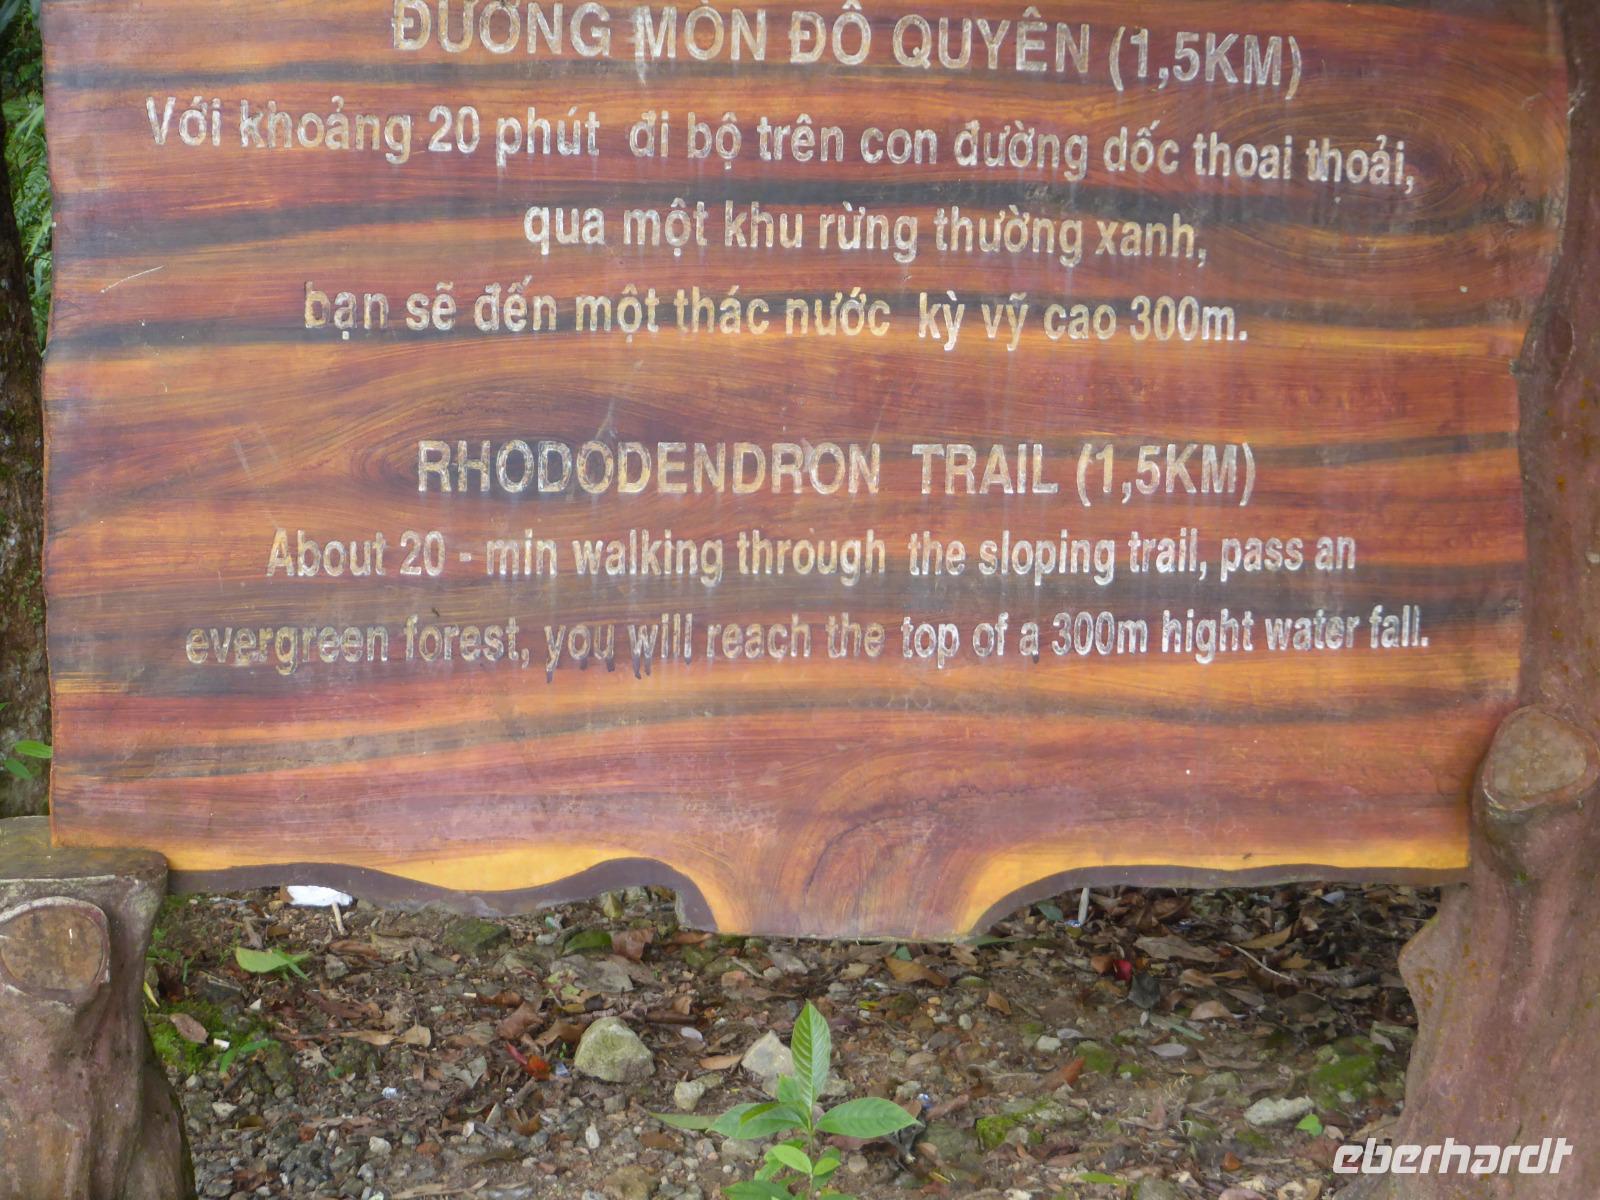 ĐƯỜNG MÒN ĐỖ QUYÊN (1,5KM)
Với khoảng 20 phút đi bộ trên con đường dốc thoai thoải,
qua một khu rừng thường xanh,
bạn sẽ đến một thác nước kỳ vỹ cao 300m.
RHODODENDRON TRAIL (1,5KM)
About 20 - min walking through the sloping trail, pass an
evergreen forest, you will reach the top of a 300m hight water fall.
eberhardt